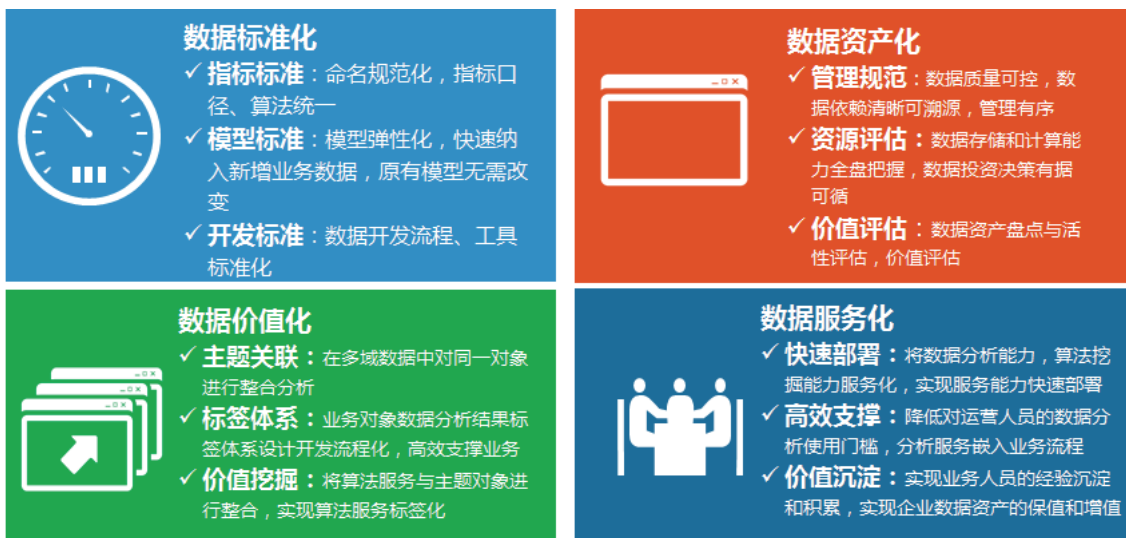 数据标准化
✓ 指标标准：命名规范化，指标口
径、算法统一
✓ 模型标准：模型弹性化，快速纳
入新增业务数据，原有模型无需改
变
✓ 开发标准：数据开发流程、工具
标准化
数据资产化
✓ 管理规范：数据质量可控，数
据依赖清晰可溯源，管理有序
✓ 资源评估：数据存储和计算能
力全盘把握，数据投资决策有据
可循
✓ 价值评估：数据资产盘点与活
性评估，价值评估
数据价值化
✓ 主题关联：在多域数据中对同一对象
进行整合分析
✓ 标签体系：业务对象数据分析结果标
签体系设计开发流程化，高效支撑业务
✓ 价值挖掘：将算法服务与主题对象进
行整合，实现算法服务标签化
数据服务化
✓ 快速部署：将数据分析能力，算法挖
掘能力服务化，实现服务能力快速部署
✓ 高效支撑：降低对运营人员的数据分
析使用门槛，分析服务嵌入业务流程
✓ 价值沉淀：实现业务人员的经验沉淀
和积累，实现企业数据资产的保值和增值